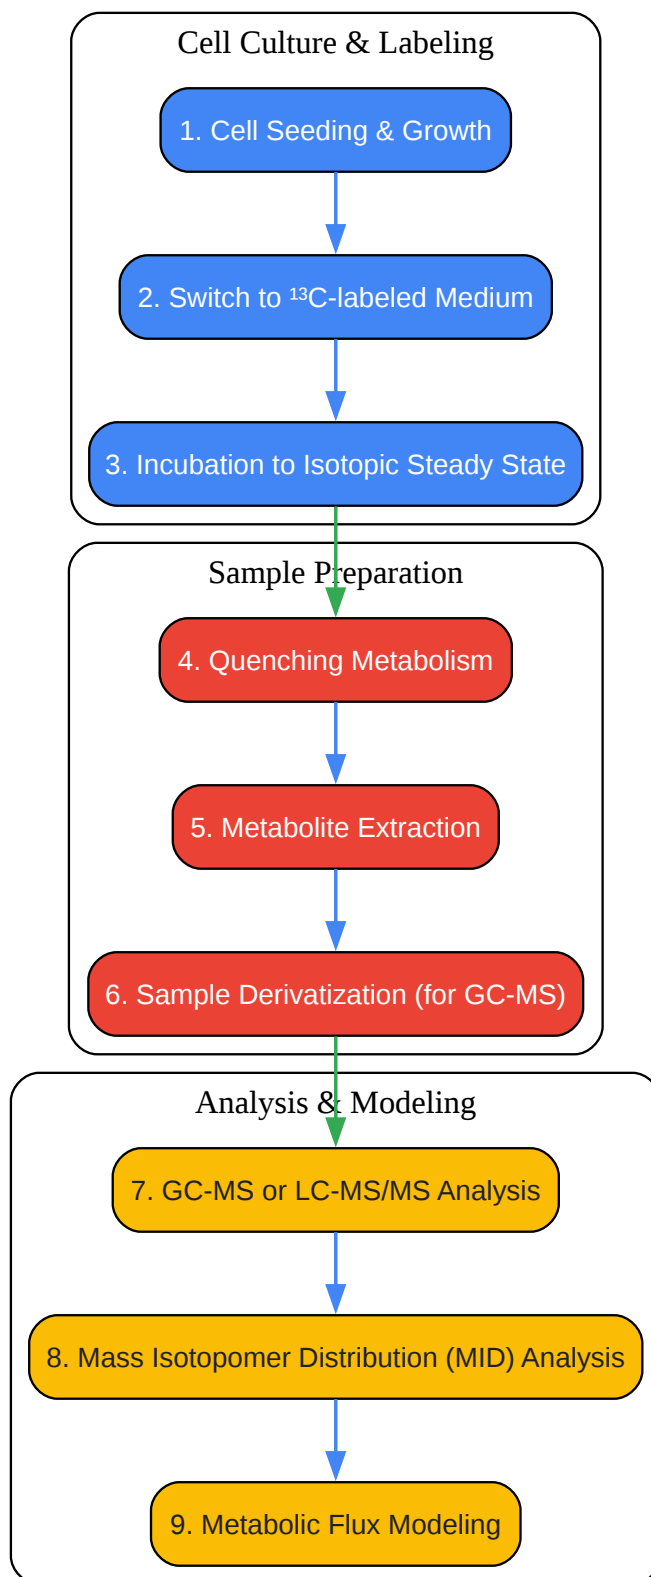 Cell Culture & Labeling
1. Cell Seeding & Growth
2. Switch to ¹³C-labeled Medium
3. Incubation to Isotopic Steady State
Sample Preparation
4. Quenching Metabolism
5. Metabolite Extraction
6. Sample Derivatization (for GC-MS)
Analysis & Modeling
7. GC-MS or LC-MS/MS Analysis
8. Mass Isotopomer Distribution (MID) Analysis
9. Metabolic Flux Modeling